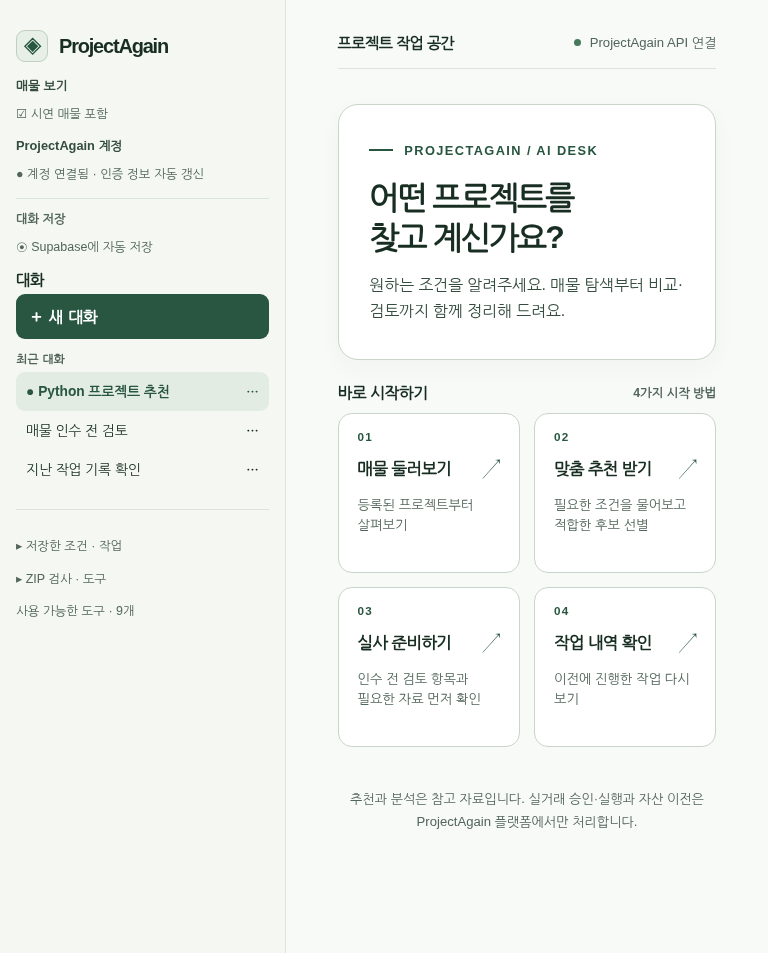 ProjectAgain
매물 보기
☑ 시연 매물 포함
ProjectAgain 계정
● 계정 연결됨 · 인증 정보 자동 갱신
대화 저장
⦿ Supabase에 자동 저장
대화
+ 새 대화
최근 대화
● Python 프로젝트 추천 ···
매물 인수 전 검토 ···
지난 작업 기록 확인 ···
▸ 저장한 조건 · 작업
▸ ZIP 검사 · 도구
사용 가능한 도구 · 9개
프로젝트 작업 공간
● ProjectAgain API 연결
PROJECTAGAIN / AI DESK
어떤 프로젝트를
찾고 계신가요?
원하는 조건을 알려주세요. 매물 탐색부터 비교·
검토까지 함께 정리해 드려요.
바로 시작하기
4가지 시작 방법
01
매물 둘러보기 ↗
등록된 프로젝트부터
살펴보기
02
맞춤 추천 받기 ↗
필요한 조건을 물어보고
적합한 후보 선별
03
실사 준비하기 ↗
인수 전 검토 항목과
필요한 자료 먼저 확인
04
작업 내역 확인 ↗
이전에 진행한 작업 다시
보기
추천과 분석은 참고 자료입니다. 실거래 승인·실행과 자산 이전은
ProjectAgain 플랫폼에서만 처리합니다.